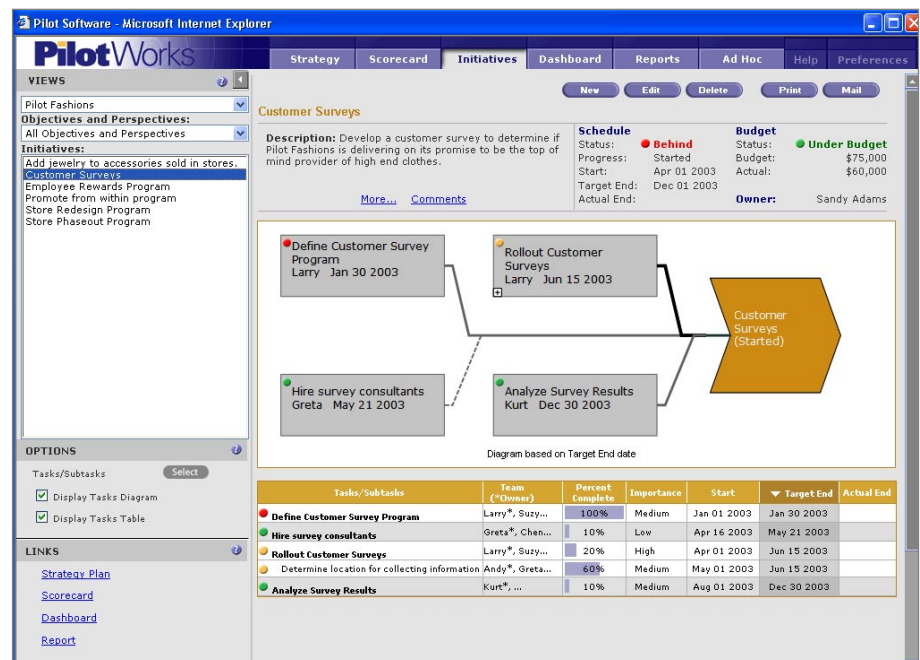 Pilot Software - Microsoft Internet Explorer
PilotWorks
Strategy Scorecard Initiatives Dashboard Reports Ad Hoc Help Preferences
VIEWS
Pilot Fashions
Objectives and Perspectives:
All Objectives and Perspectives
Initiatives:
Add jewelry to accessories sold in stores.
Customer Surveys
Employee Rewards Program
Promote from within program
Store Redesign Program
Store Phaseout Program
OPTIONS
Tasks/Subtasks Select
Display Tasks Diagram
Display Tasks Table
LINKS
Strategy Plan
Scorecard
Dashboard
Report
New Edit Delete Print Mail
Customer Surveys
Description: Develop a customer survey to determine if
Pilot Fashions is delivering on its promise to be the top of
mind provider of high end clothes.
More... Comments
Schedule
Status: Behind
Progress: Started
Start: Apr 01 2003
Target End: Dec 01 2003
Actual End:
Budget
Status: Under Budget
Budget: $75,000
Actual: $60,000
Owner: Sandy Adams
Define Customer Survey
Program
Larry Jan 30 2003
Rollout Customer
Surveys
Larry Jun 15 2003
Customer
Surveys
(Started)
Hire survey consultants
Greta May 21 2003
Analyze Survey Results
Kurt Dec 30 2003
Diagram based on Target End date
Tasks/Subtasks Team (*Owner) Percent Complete Importance Start Target End Actual End
Define Customer Survey Program Larry*, Suzy... 100% Medium Jan 01 2003 Jan 30 2003
Hire survey consultants Greta*, Chen... 10% Low Apr 16 2003 May 21 2003
Rollout Customer Surveys Larry*, Suzy... 20% High Apr 01 2003 Jun 15 2003
Determine location for collecting information Andy*, Greta... 60% Medium May 01 2003 Jun 15 2003
Analyze Survey Results Kurt*, ... 10% Medium Aug 01 2003 Dec 30 2003